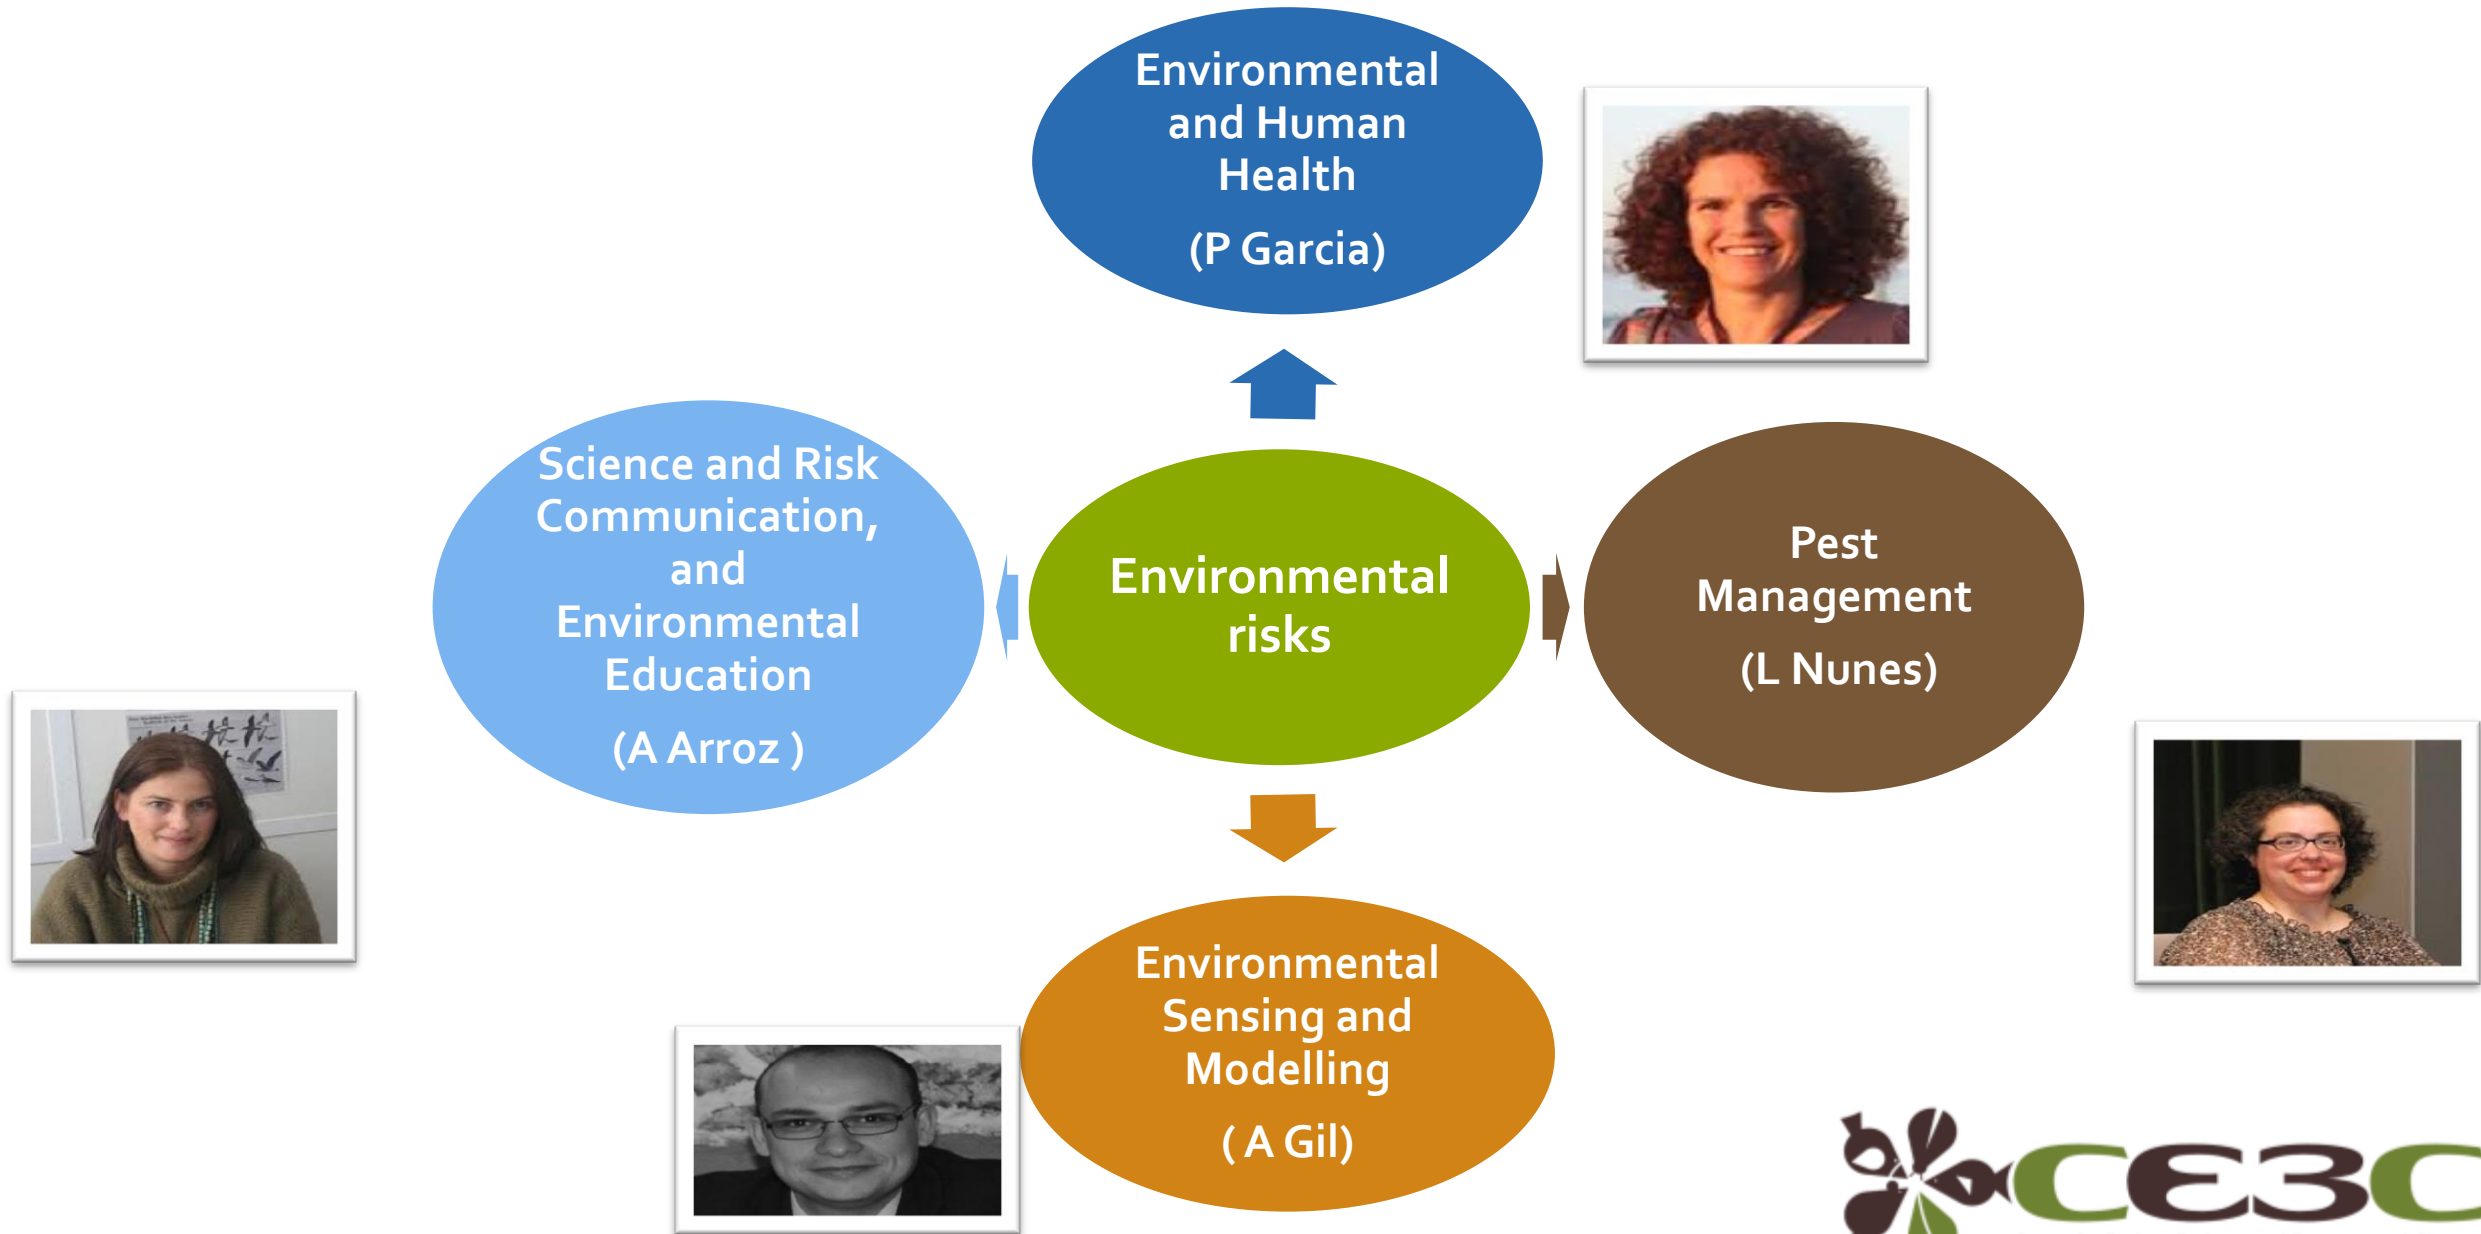 Environmental
and Human
Health
(P Garcia)
Science and Risk
Communication,
and
Environmental
Education
(A Arroz )
Environmental
risks
Pest
Management
(L Nunes)
Environmental
Sensing and
Modelling
( A Gil)
CE3C